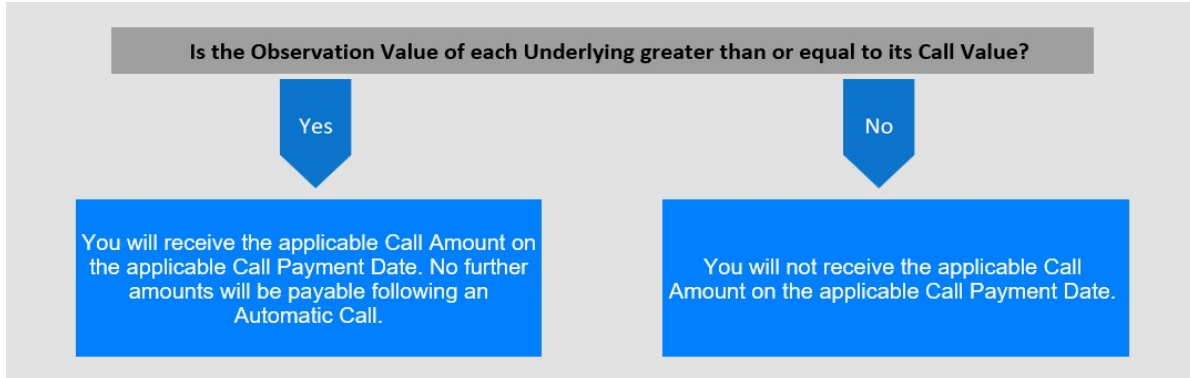 Is the Observation Value of each Underlying greater than or equal to its Call Value?
Yes
No
You will receive the applicable Call Amount on
the applicable Call Payment Date. No further
amounts will be payable following an
Automatic Call.
You will not receive the applicable Call
Amount on the applicable Call Payment Date.